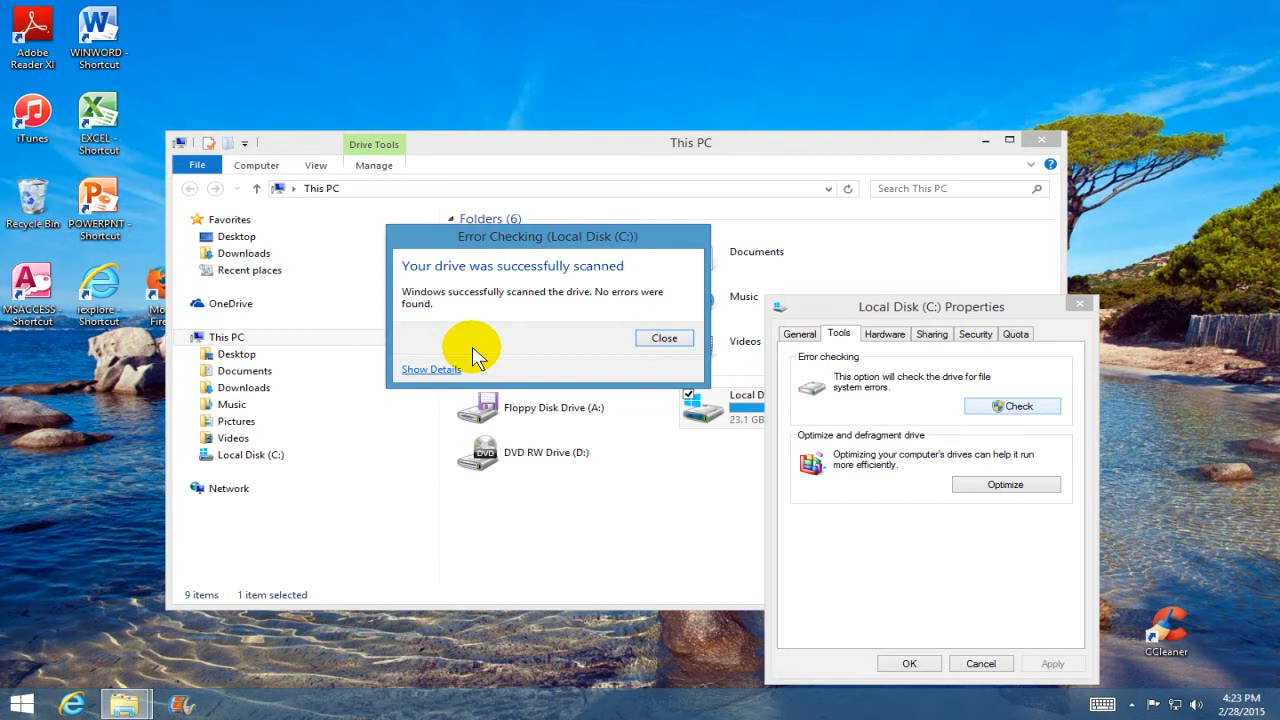 Adobe
Reader XI
WINWORD -
Shortcut
iTunes
EXCEL -
Shortcut
Recycle Bin
POWERPNT -
Shortcut
MSACCESS
Shortcut
iexplore -
Shortcut
Drive Tools
This PC
File
Computer
View
Manage
This PC
Search This PC
Favorites
Desktop
Downloads
Recent places
OneDrive
This PC
Desktop
Documents
Downloads
Music
Pictures
Videos
Local Disk (C:)
Network
Folders (6)
Documents
Music
Videos
Floppy Disk Drive (A:)
Local D
23.1 GB
DVD
DVD RW Drive (D:)
9 items
1 item selected
Error Checking (Local Disk (C:))
Your drive was successfully scanned
Windows successfully scanned the drive. No errors were
found.
Close
Show Details
Local Disk (C:) Properties
General
Tools
Hardware
Sharing
Security
Quota
Error checking
This option will check the drive for file
system errors.
Check
Optimize and defragment drive
Optimizing your computer's drives can help it run
more efficiently.
Optimize
OK
Cancel
Apply
CCleaner
4:23 PM
2/28/2015